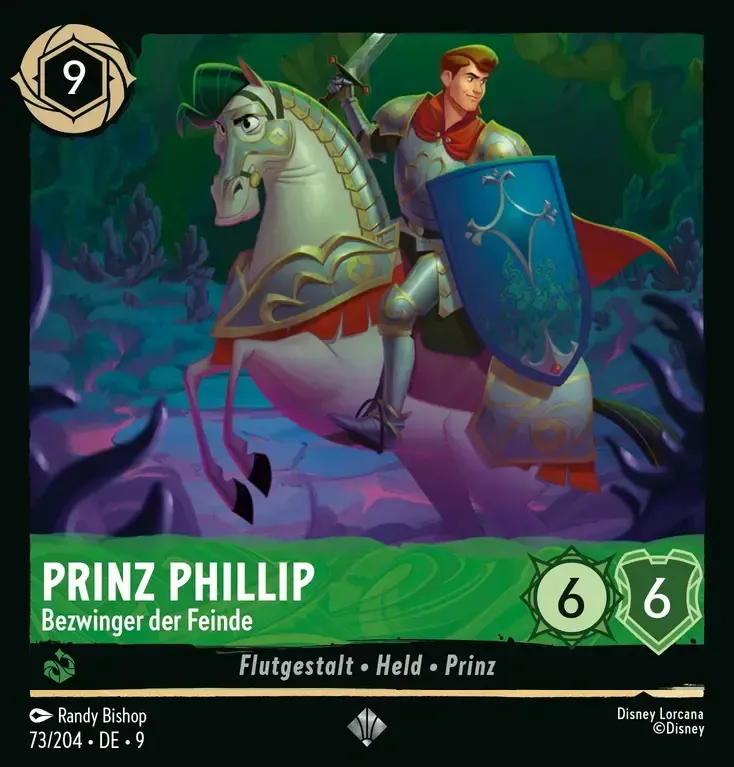 9
PRINZ PHILLIP
Bezwinger der Feinde
6 6
Flutgestalt • Held • Prinz
Randy Bishop
Disney Lorcana
73/204 • DE • 9
©Disney